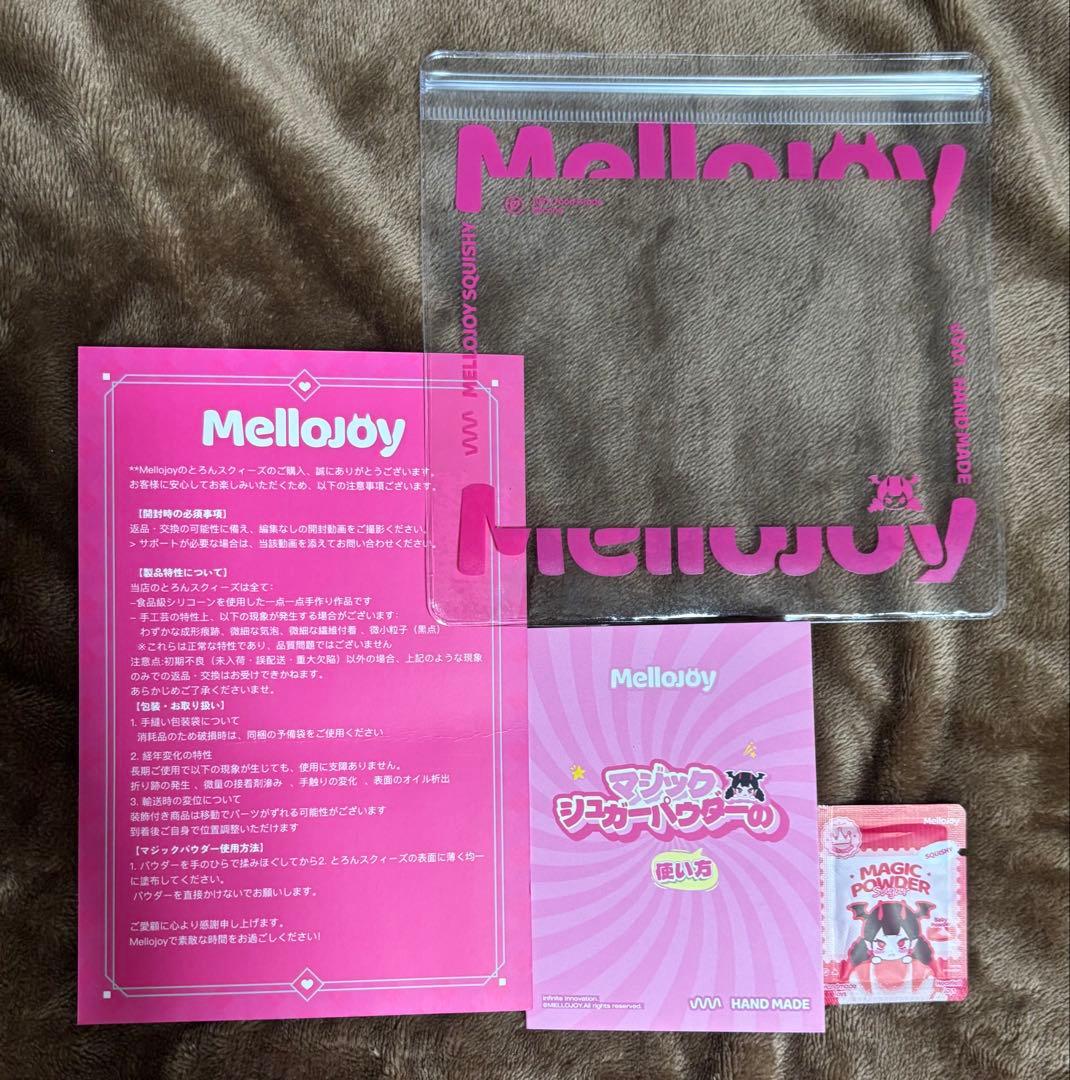 Mellojoy
MELLOJOY SQUISHY
HAND MADE
Mellojoy
Mellojoy
**Mellojoyのとろんスクィーズのご購入、誠にありがとうございます。
お客様に安心してお楽しみいただくため、以下の注意事項ございます。
【開封時の必須事項】
返品・交換の可能性に備え、編集なしの開封動画をご撮影ください。
> サポートが必要な場合は、当該動画を添えてお問い合わせください。
【製品特性について】
当店のとろんスクィーズは全て:
–食品級シリコーンを使用した一点一点手作り作品です
– 手工芸の特性上、以下の現象が発生する場合がございます:
わずかな成形痕跡、微細な気泡、微細な繊維付着 、微小粒子（黒点）
※これらは正常な特性であり、品質問題ではございません
注意点:初期不良（未入荷・誤配送・重大欠陥）以外の場合、上記のような現象
のみでの返品・交換はお受けできかねます。
あらかじめご了承くださいませ。
【包装・お取り扱い】
1. 手縫い包装袋について
消耗品のため破損時は、同梱の予備袋をご使用ください
2. 経年変化の特性
長期ご使用で以下の現象が生じても、使用に支障ありません。
折り跡の発生 、微量の接着剤滲み 、手触りの変化 、表面のオイル析出
3. 輸送時の変位について
装飾付き商品は移動でパーツがずれる可能性がございます
到着後ご自身で位置調整いただけます
【マジックパウダー使用方法】
1. パウダーを手のひらで揉みほぐしてから2. とろんスクィーズの表面に薄く均一
に塗布してください。
パウダーを直接かけないでお願いします。
ご愛顧に心より感謝申し上げます。
Mellojoyで素敵な時間をお過ごしください!
Mellojoy
マジック
シュガーパウダーの
使い方
Infinite Innovation.
©MELLOJOY.All rights reserved.
HAND MADE
Mellojoy
SQUISHY
MAGIC
POWDER
Sugar
Baby
Powder